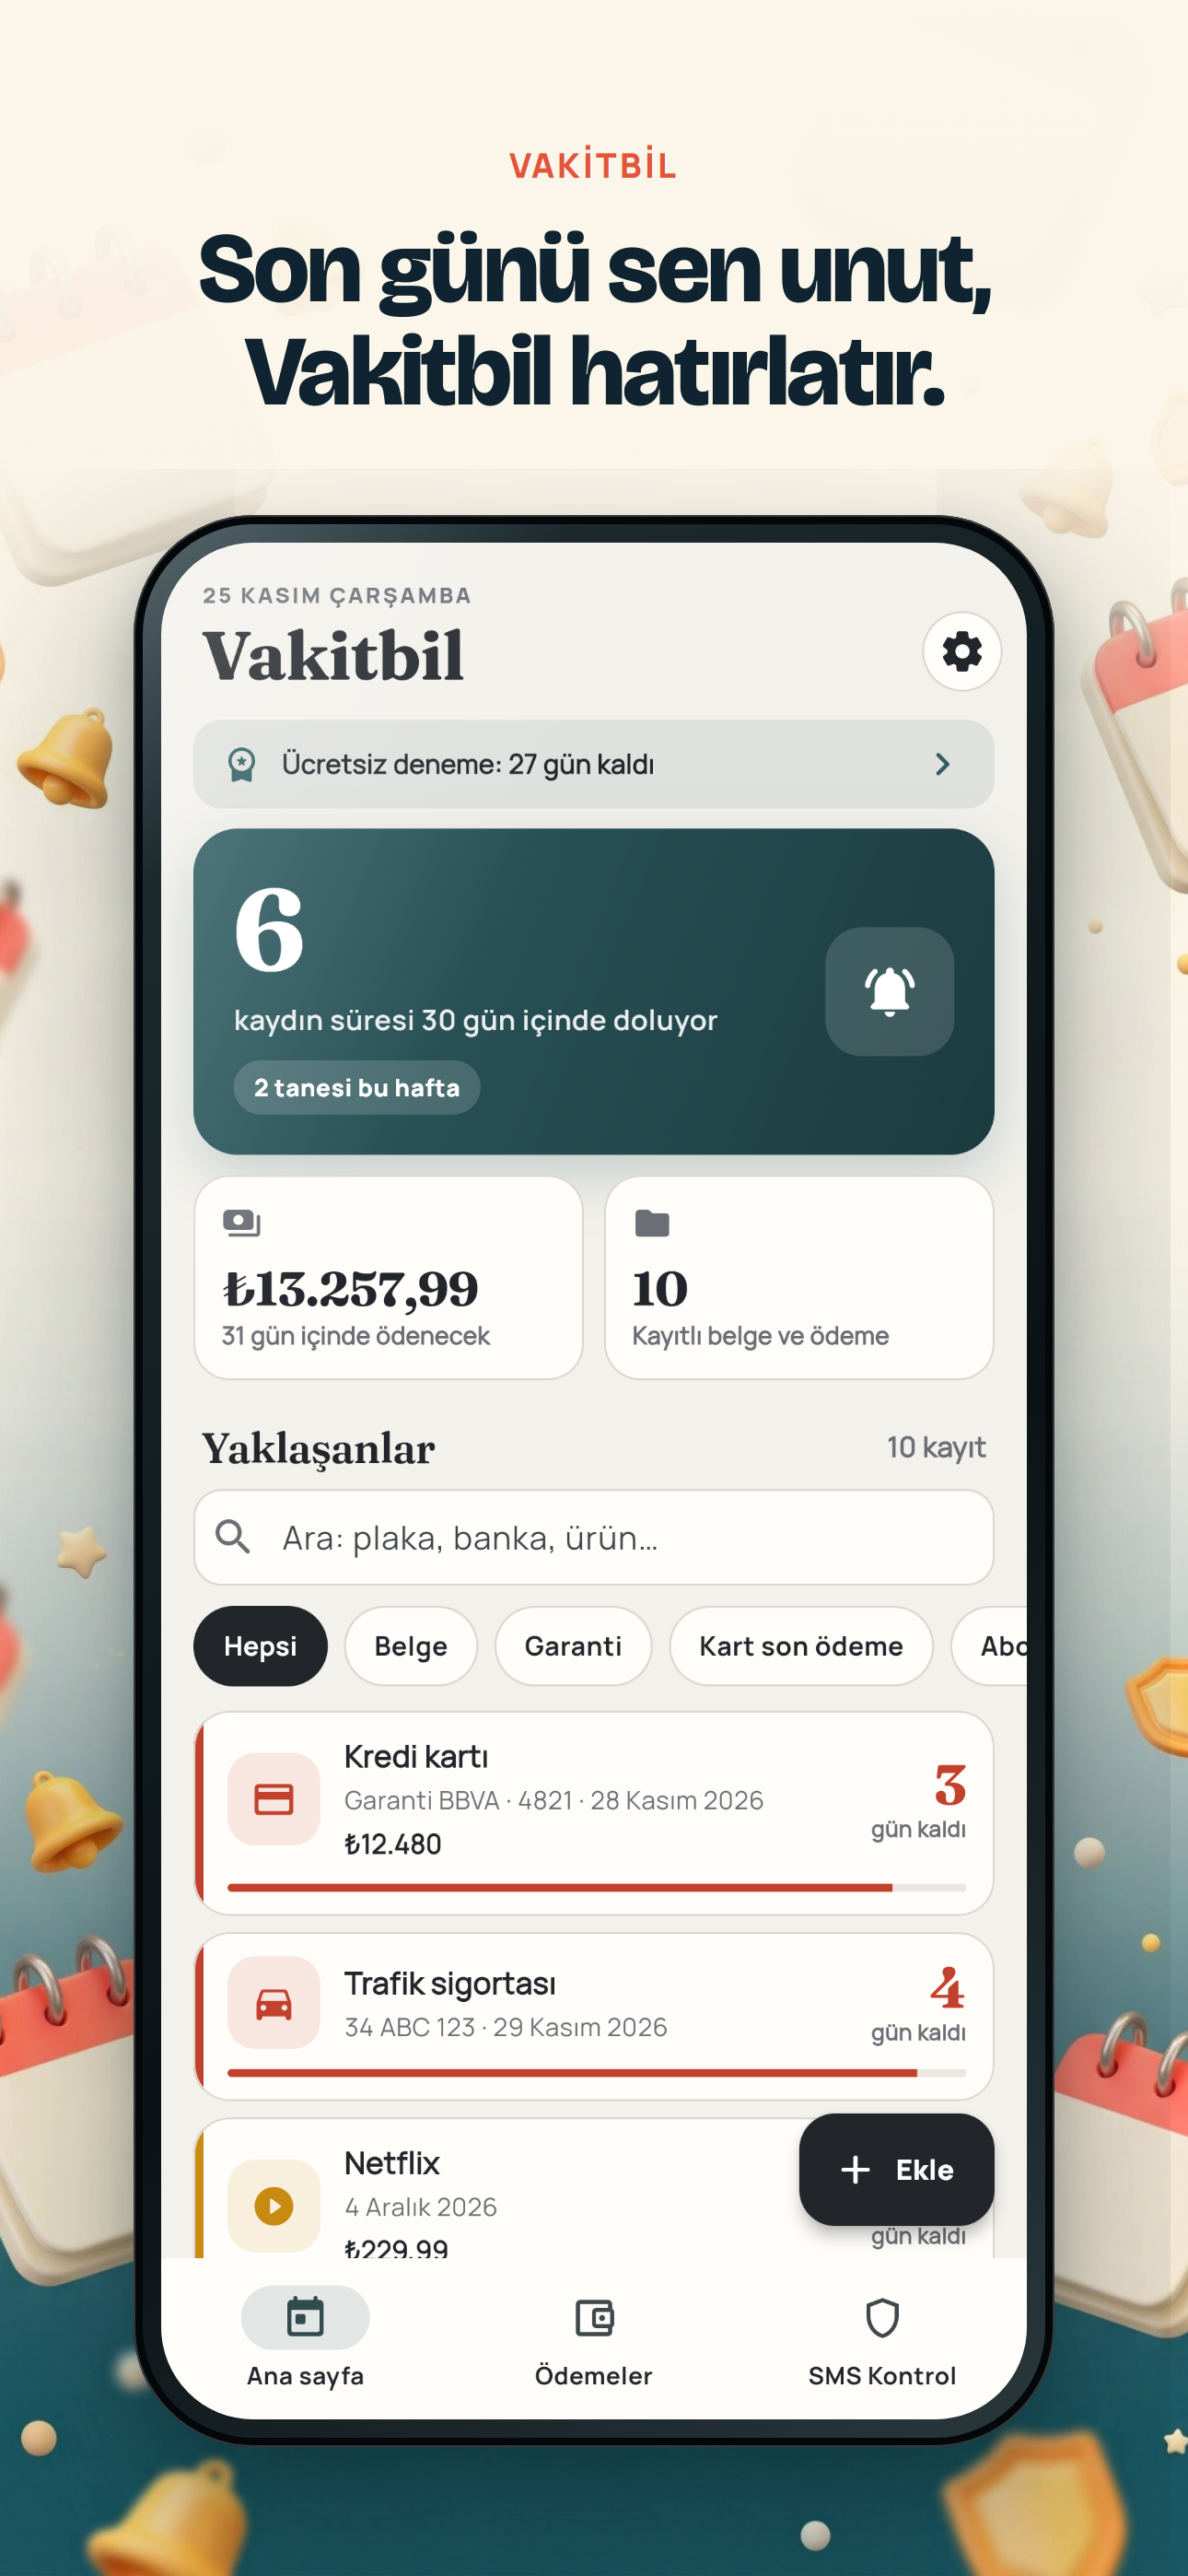 VAKİTBİL
Son günü sen unut,
Vakitbil hatırlatır.
25 KASIM ÇARŞAMBA
Vakitbil
Ücretsiz deneme: 27 gün kaldı
6
kaydın süresi 30 gün içinde doluyor
2 tanesi bu hafta
₺13.257,99
31 gün içinde ödenecek
10
Kayıtlı belge ve ödeme
Yaklaşanlar
10 kayıt
Ara: plaka, banka, ürün...
Hepsi
Belge
Garanti
Kart son ödeme
Abo
Kredi kartı
Garanti BBVA · 4821 · 28 Kasım 2026
₺12.480
3
gün kaldı
Trafik sigortası
34 ABC 123 · 29 Kasım 2026
4
gün kaldı
Netflix
4 Aralık 2026
₺229,99
Ekle
gün kaldı
Ana sayfa
Ödemeler
SMS Kontrol